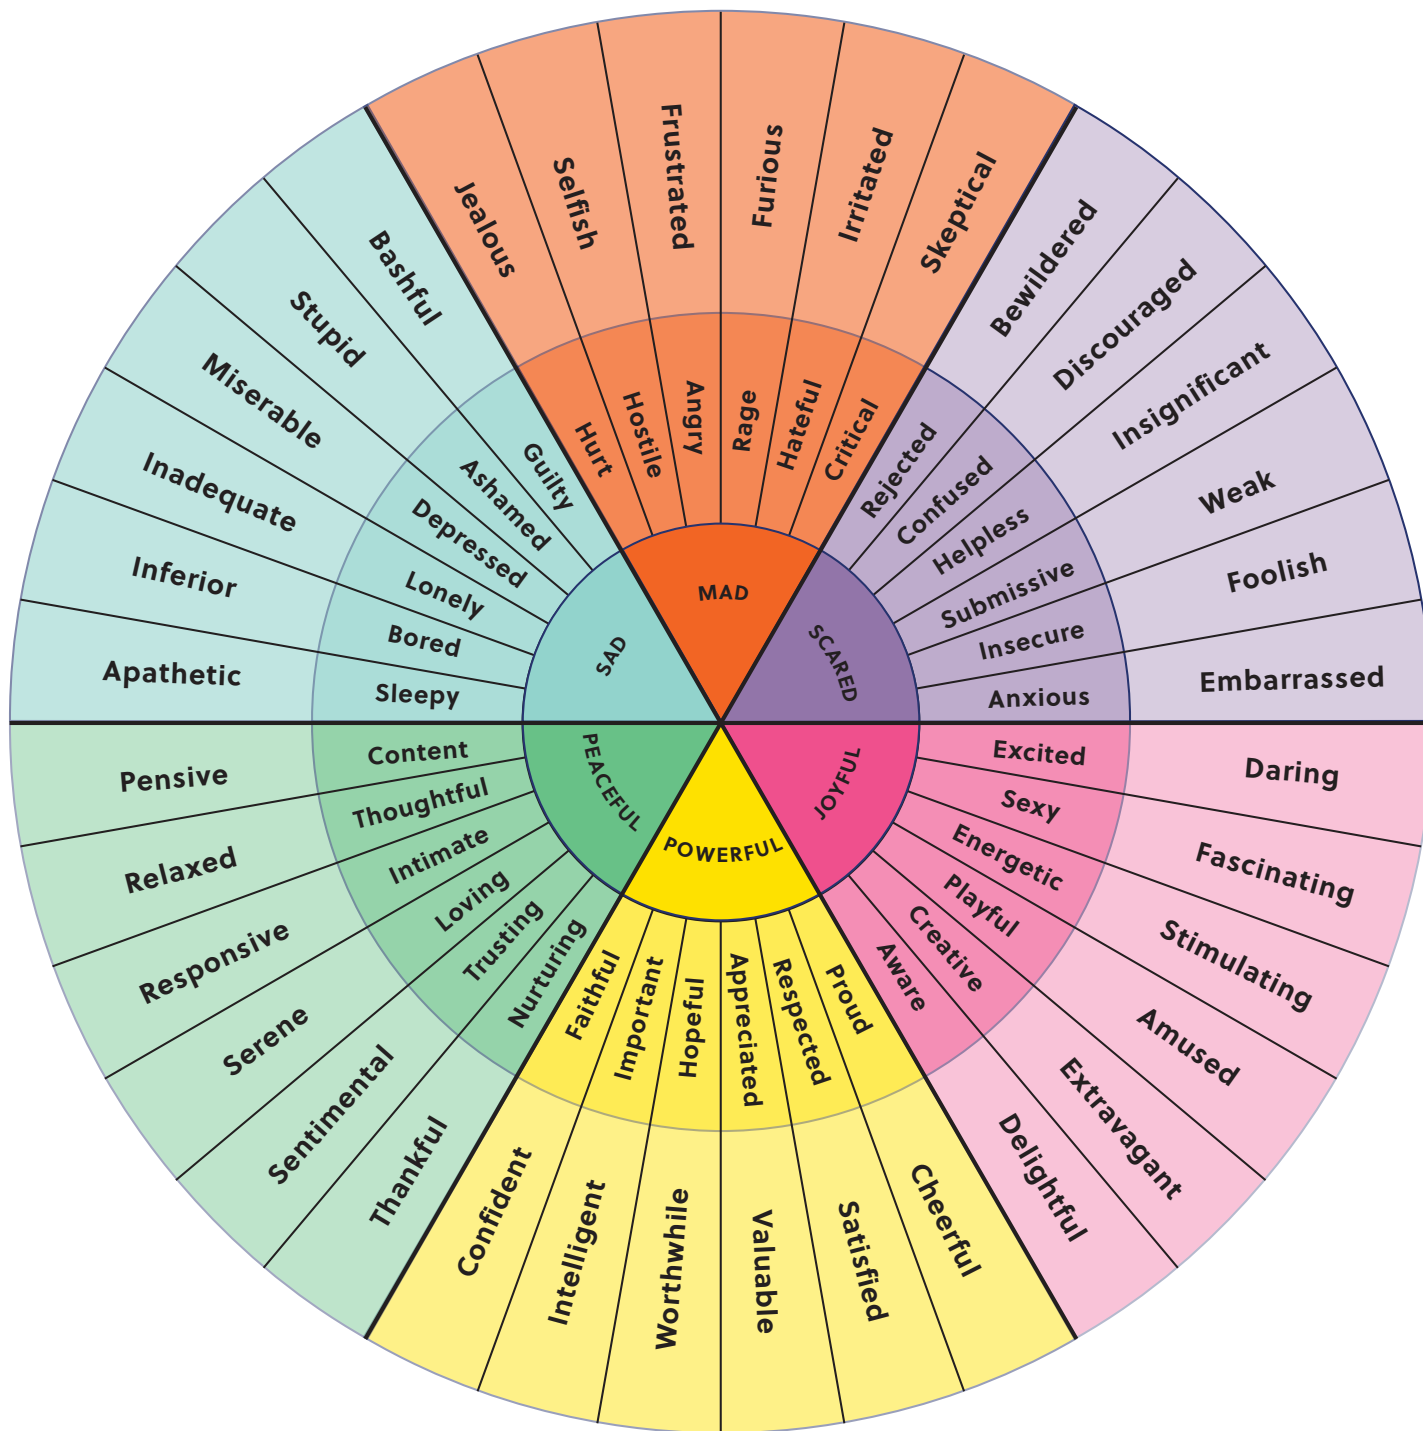 MAD
Hurt
Hostile
Angry
Rage
Hateful
Critical
Jealous
Selfish
Frustrated
Furious
Irritated
Skeptical
SCARED
Rejected
Confused
Helpless
Submissive
Insecure
Anxious
Bewildered
Discouraged
Insignificant
Weak
Foolish
Embarrassed
JOYFUL
Excited
Sexy
Energetic
Playful
Creative
Aware
Daring
Fascinating
Stimulating
Amused
Extravagant
Delightful
POWERFUL
Proud
Respected
Appreciated
Hopeful
Important
Faithful
Cheerful
Satisfied
Valuable
Worthwhile
Intelligent
Confident
PEACEFUL
Nurturing
Trusting
Loving
Intimate
Thoughtful
Content
Thankful
Sentimental
Serene
Responsive
Relaxed
Pensive
SAD
Sleepy
Bored
Lonely
Depressed
Ashamed
Guilty
Apathetic
Inferior
Inadequate
Miserable
Stupid
Bashful